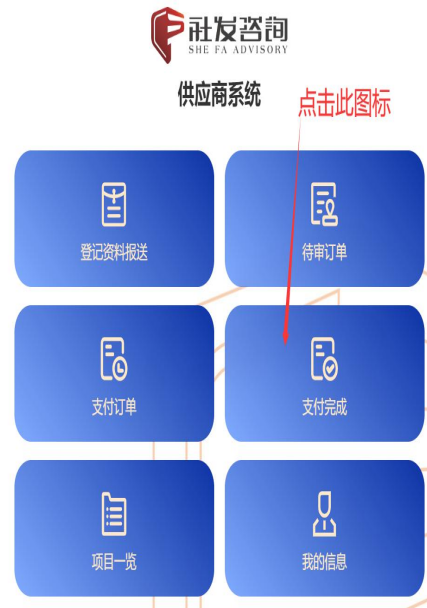 社发咨詢
SHE FA ADVISORY
供应商系统
点击此图标
登记资料报送
待审订单
支付订单
支付完成
项目一览
我的信息